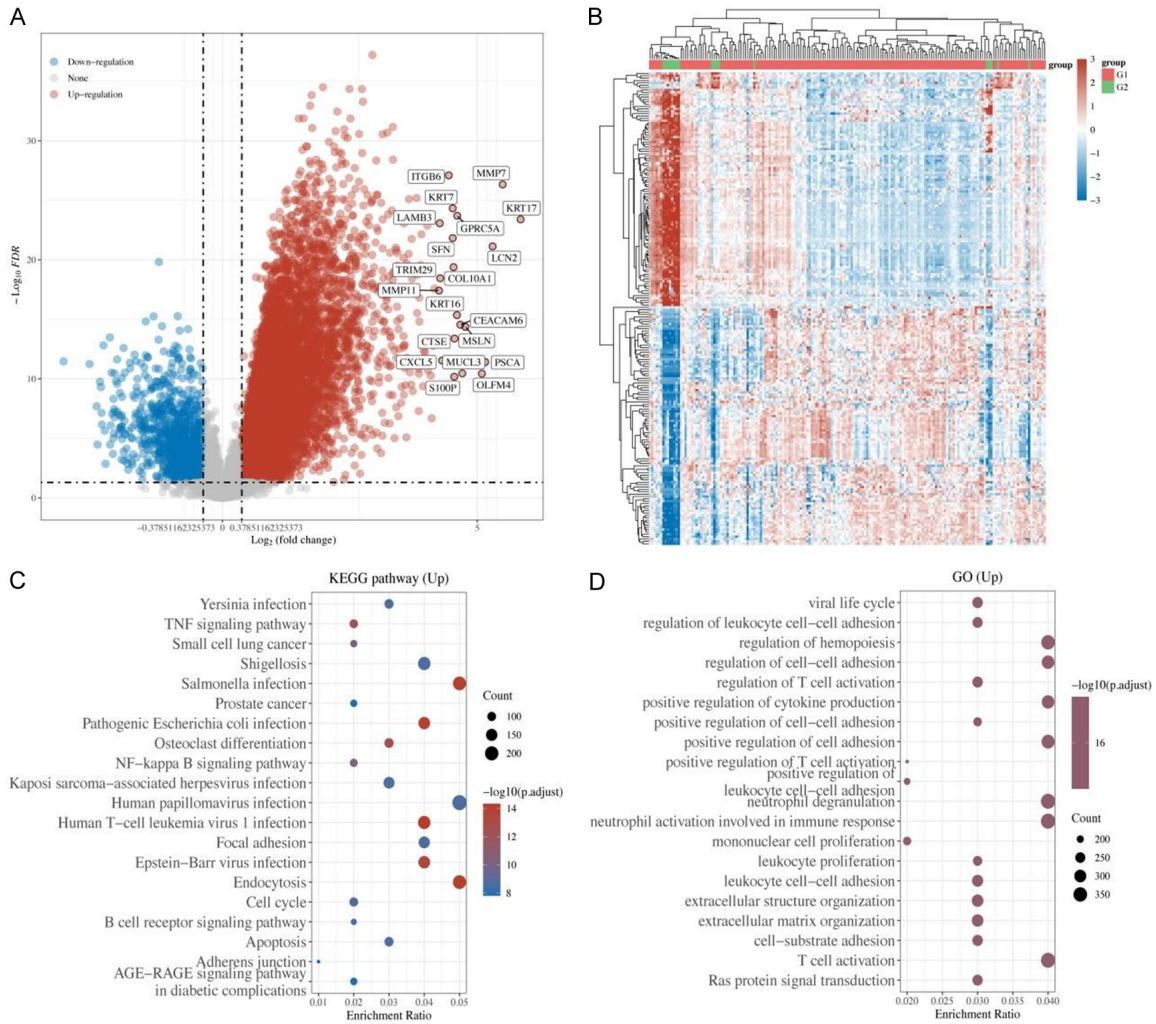 A
Down−regulation
None
Up−regulation
− Log10 FDR
30
20
10
0
ITGB6
MMP7
KRT7
KRT17
LAMB3
GPRC5A
SFN
LCN2
TRIM29
COL10A1
MMP11
KRT16
CEACAM6
CTSE
MSLN
CXCL5
MUCL3
PSCA
S100P
OLFM4
−0.37851162325373 0 0.37851162325373 5
Log2 (fold change)
B
group
3
2
1
0
−1
−2
−3
group
G1
G2
C
KEGG pathway (Up)
Yersinia infection
TNF signaling pathway
Small cell lung cancer
Shigellosis
Salmonella infection
Prostate cancer
Pathogenic Escherichia coli infection
Osteoclast differentiation
NF−kappa B signaling pathway
Kaposi sarcoma−associated herpesvirus infection
Human papillomavirus infection
Human T−cell leukemia virus 1 infection
Focal adhesion
Epstein−Barr virus infection
Endocytosis
Cell cycle
B cell receptor signaling pathway
Apoptosis
Adherens junction
AGE−RAGE signaling pathway
in diabetic complications
0.01 0.02 0.03 0.04 0.05
Enrichment Ratio
Count
100
150
200
−log10(p.adjust)
14
12
10
8
D
GO (Up)
viral life cycle
regulation of leukocyte cell−cell adhesion
regulation of hemopoiesis
regulation of cell−cell adhesion
regulation of T cell activation
positive regulation of cytokine production
positive regulation of cell−cell adhesion
positive regulation of cell adhesion
positive regulation of T cell activation
positive regulation of
leukocyte cell−cell adhesion
neutrophil degranulation
neutrophil activation involved in immune response
mononuclear cell proliferation
leukocyte proliferation
leukocyte cell−cell adhesion
extracellular structure organization
extracellular matrix organization
cell−substrate adhesion
T cell activation
Ras protein signal transduction
0.020 0.025 0.030 0.035 0.040
Enrichment Ratio
−log10(p.adjust)
16
Count
200
250
300
350